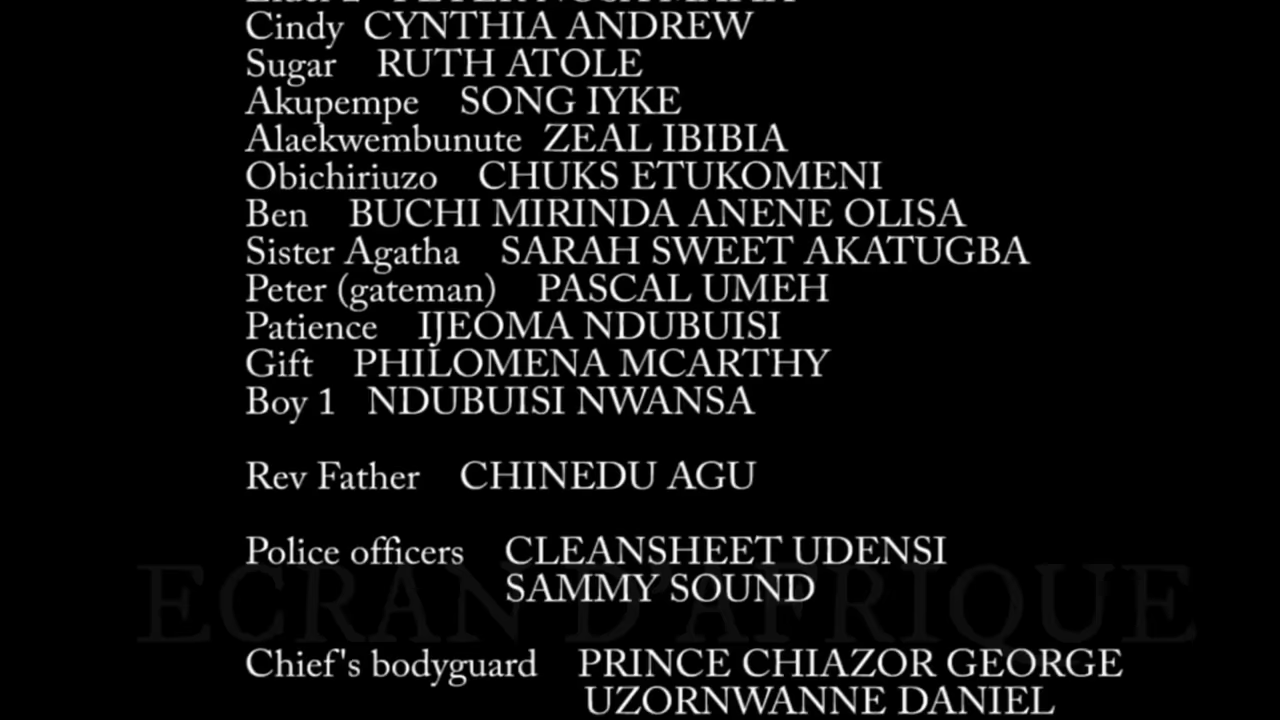 Cindy CYNTHIA ANDREW
Sugar RUTH ATOLE
Akupempe SONG IYKE
Alaekwembunute ZEAL IBIBIA
Obichiriuzo CHUKS ETUKOMENI
Ben BUCHI MIRINDA ANENE OLISA
Sister Agatha SARAH SWEET AKATUGBA
Peter (gateman) PASCAL UMEH
Patience IJEOMA NDUBUISI
Gift PHILOMENA MCARTHY
Boy 1 NDUBUISI NWANSA
Rev Father CHINEDU AGU
Police officers CLEANSHEET UDENSI
SAMMY SOUND
ECRAN D'AFRIQUE
Chief's bodyguard PRINCE CHIAZOR GEORGE
UZORNWANNE DANIEL